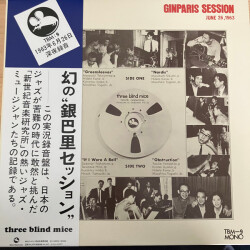 TBM-9
1963年6月26日
深夜録音
幻の"銀巴里セッション"
この実況録音盤は、日本の
ジャズが苦難の時代に敢然と挑んだ
「新世紀音楽研究所」の熱いジャズ・
ミュージシャンたちの記録である。
three blind mice
GINPARIS SESSION
JUNE 26, 1963
"Greensleeves"
"Nardis"
SIDE ONE
three blind mice
"If I Were A Bell"
"Obstruction"
SIDE TWO
TBM-9
MONO